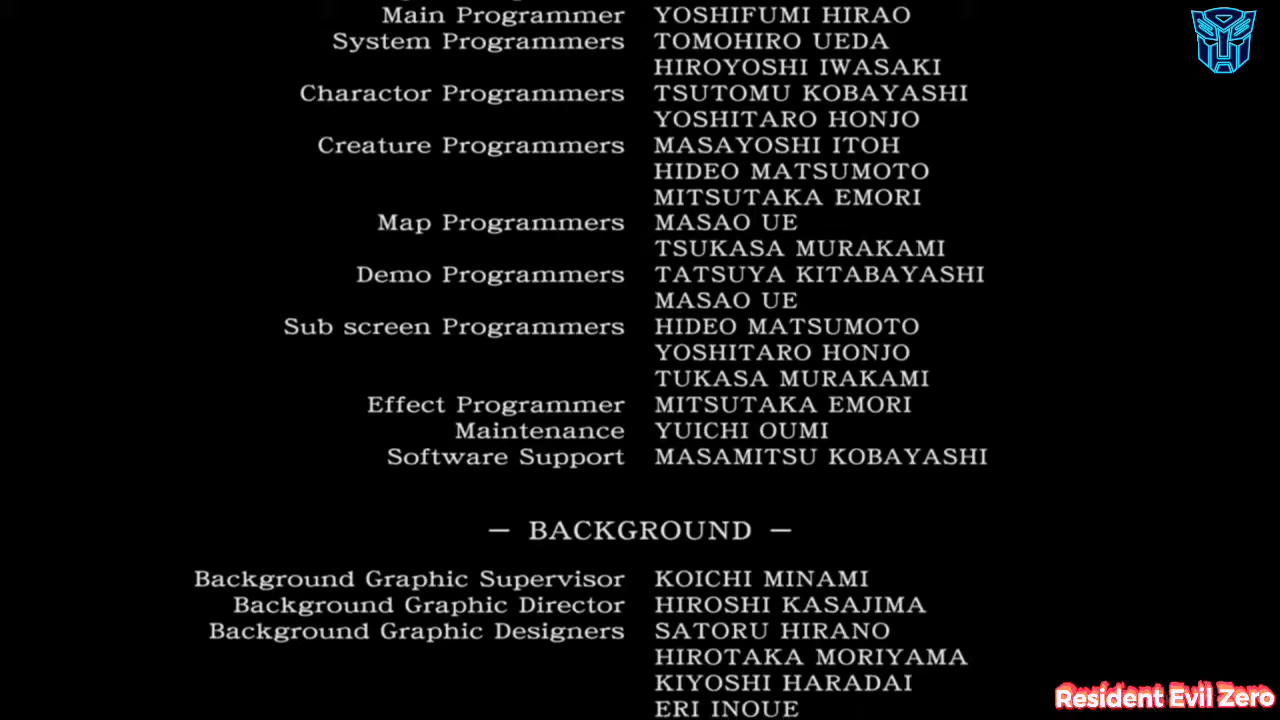 Main Programmer YOSHIFUMI HIRAO
System Programmers TOMOHIRO UEDA
HIROYOSHI IWASAKI
Charactor Programmers TSUTOMU KOBAYASHI
YOSHITARO HONJO
Creature Programmers MASAYOSHI ITOH
HIDEO MATSUMOTO
MITSUTAKA EMORI
Map Programmers MASAO UE
TSUKASA MURAKAMI
Demo Programmers TATSUYA KITABAYASHI
MASAO UE
Sub screen Programmers HIDEO MATSUMOTO
YOSHITARO HONJO
TUKASA MURAKAMI
Effect Programmer MITSUTAKA EMORI
Maintenance YUICHI OUMI
Software Support MASAMITSU KOBAYASHI
— BACKGROUND —
Background Graphic Supervisor KOICHI MINAMI
Background Graphic Director HIROSHI KASAJIMA
Background Graphic Designers SATORU HIRANO
HIROTAKA MORIYAMA
KIYOSHI HARADAI
ERI INOUE
Resident Evil Zero